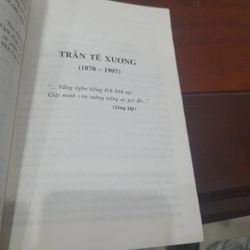 TRẦN TẾ XƯƠNG
(1870 - 1907)
"... Vẳng nghe tiếng ếch bên tai
Giật mình còn tưởng tiếng ai gọi đò..."
(Sông lấp)